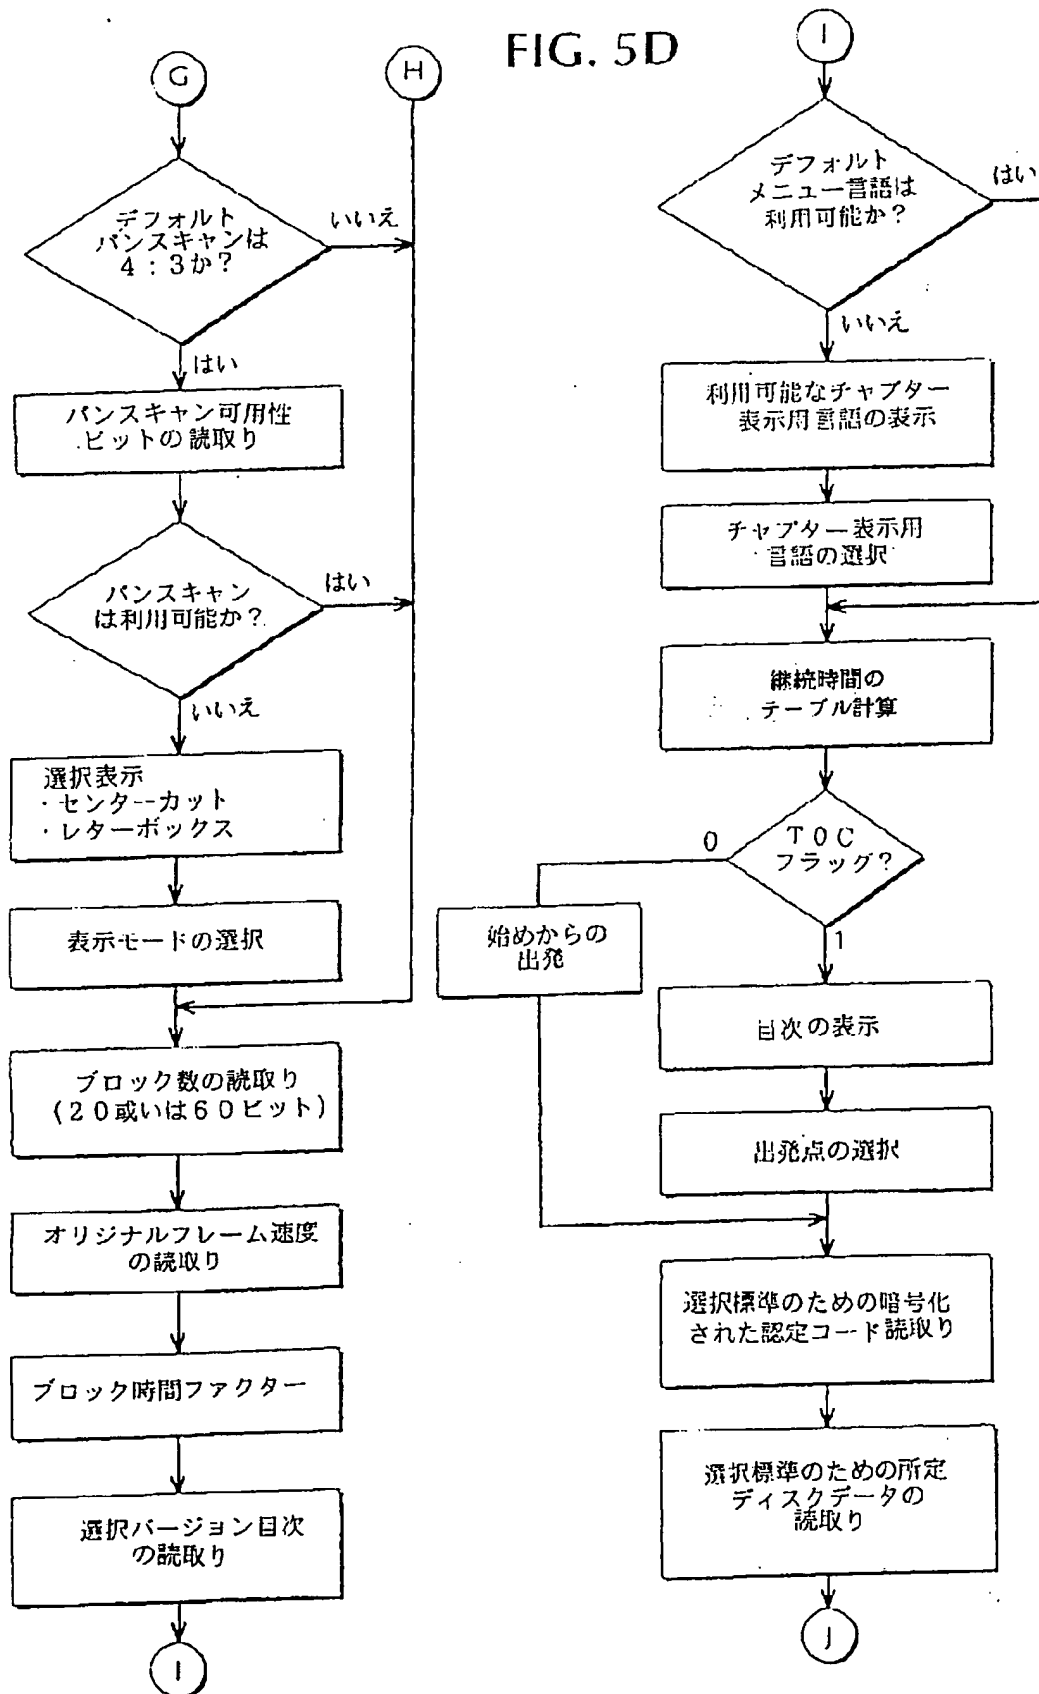 FIG. 5D
G
H
デフォルト
パンスキャンは
4:3か?
いいえ
はい
パンスキャン可用性
ビットの読取り
パンスキャン
は利用可能か?
はい
いいえ
選択表示
・センターカット
・レターボックス
表示モードの選択
ブロック数の読取り
(20或いは60ビット)
オリジナルフレーム速度
の読取り
ブロック時間ファクター
選択バージョン目次
の読取り
I
I
デフォルト
メニュー言語は
利用可能か?
はい
いいえ
利用可能なチャプター
表示用言語の表示
チャプター表示用
言語の選択
継続時間の
テーブル計算
TOC
フラッグ?
0
1
始めからの
出発
目次の表示
出発点の選択
選択標準のための暗号化
された認定コード読取り
選択標準のための所定
ディスクデータの
読取り
J